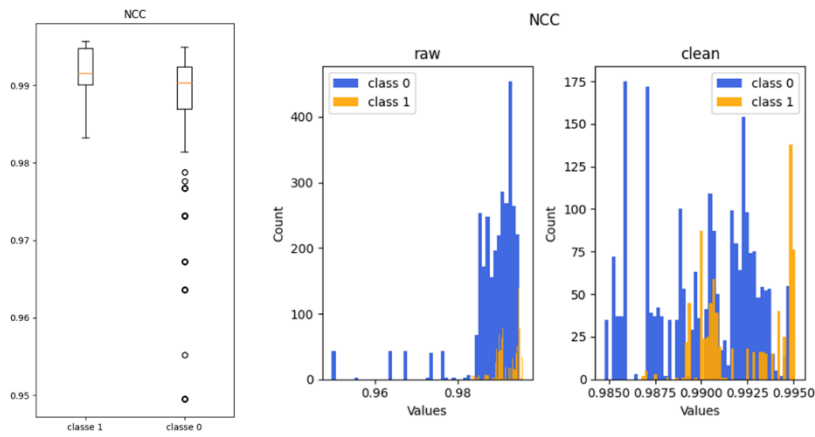 NCC
0.99
0.98
0.97
0.96
0.95
classe 1
classe 0
NCC
raw
class 0
class 1
Count
400
300
200
100
0
0.96
0.98
Values
clean
class 0
class 1
Count
175
150
125
100
75
50
25
0
0.9850
0.9875
0.9900
0.9925
0.9950
Values